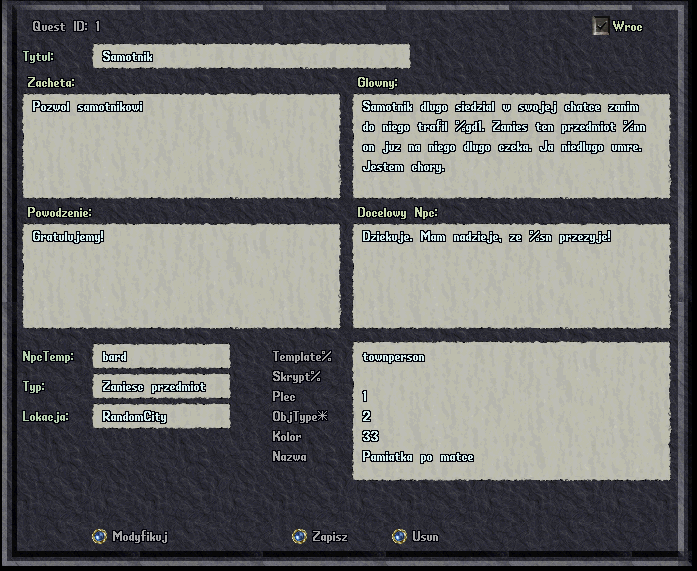 Quest ID: 1
Wroc
Tytul: Samotnik
Zacheta:
Pozwol samotnikowi
Glowny:
Samotnik dlugo siedzial w swojej chatce zanim
do niego trafil %gdl. Zanies ten przedmiot %nn
on juz na niego dlugo czeka. Ja niedlugo umre.
Jestem chory.
Powodzenie:
Gratulujemy!
Docelowy Npc:
Dziekuje. Mam nadzieje, ze %sn przezyje!
NpcTemp: bard
Typ: Zaniesc przedmiot
Lokacja: RandomCity
Template% townperson
Skrypt%
Plec 1
ObjType* 2
Kolor 33
Nazwa Pamiatka po matce
Modyfikuj Zapisz Usun